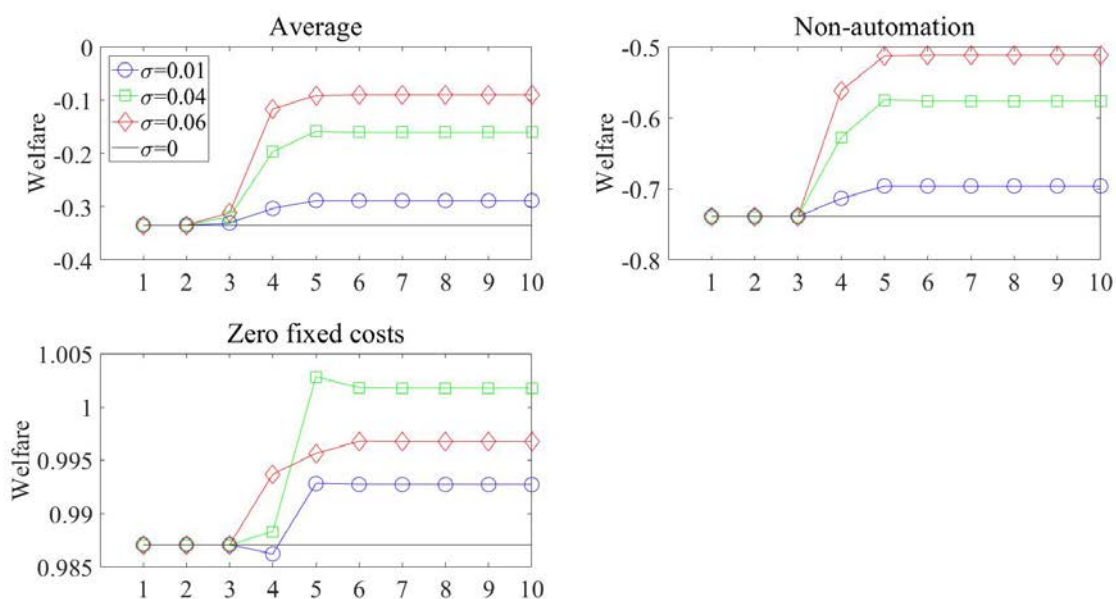 Average
0
-0.1
-0.2
-0.3
-0.4
Welfare
σ=0.01
σ=0.04
σ=0.06
σ=0
1 2 3 4 5 6 7 8 9 10
Non-automation
-0.5
-0.6
-0.7
-0.8
Welfare
1 2 3 4 5 6 7 8 9 10
Zero fixed costs
1.005
1
0.995
0.99
0.985
Welfare
1 2 3 4 5 6 7 8 9 10